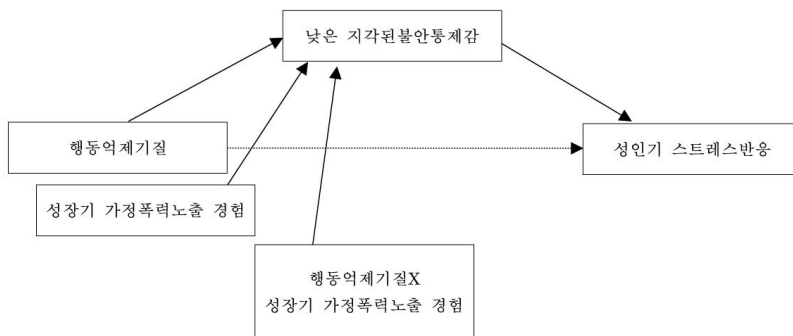 낮은 지각된불안통제감
행동억제기질
성인기 스트레스반응
성장기 가정폭력노출 경험
행동억제기질X
성장기 가정폭력노출 경험